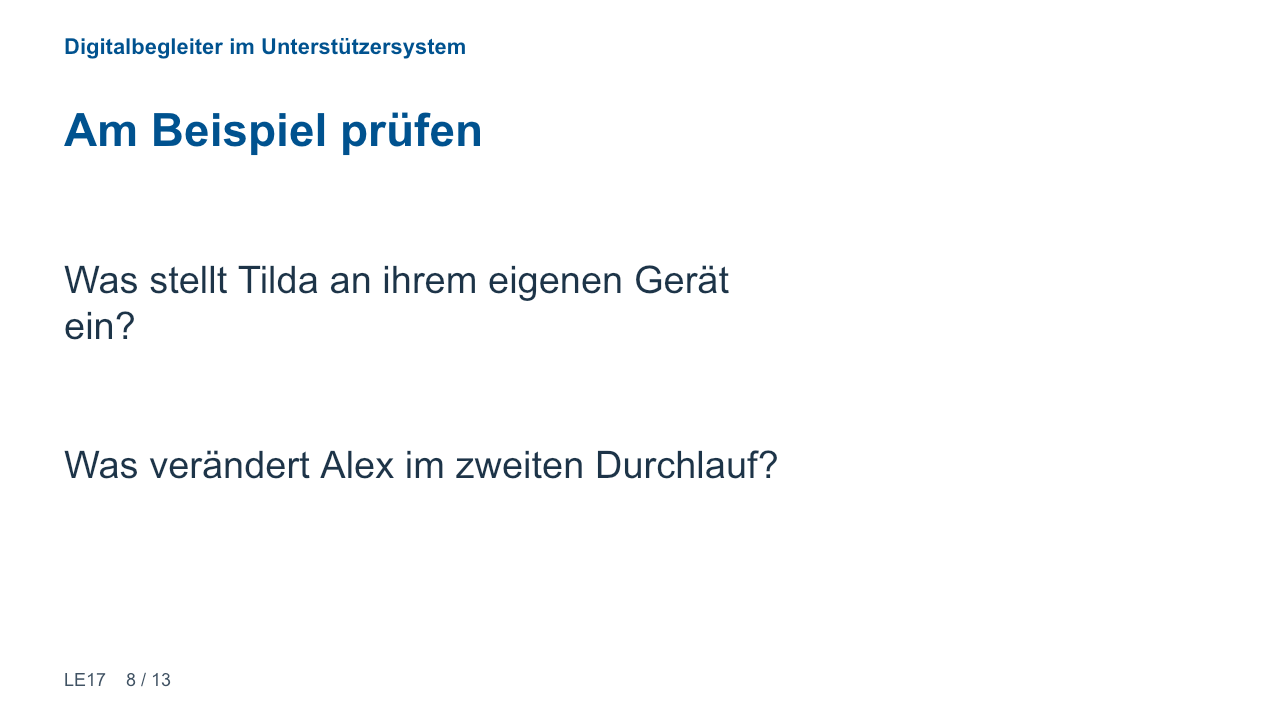 Digitalbegleiter im Unterstützersystem
Am Beispiel prüfen
Was stellt Tilda an ihrem eigenen Gerät
ein?
Was verändert Alex im zweiten Durchlauf?
LE17 8 / 13